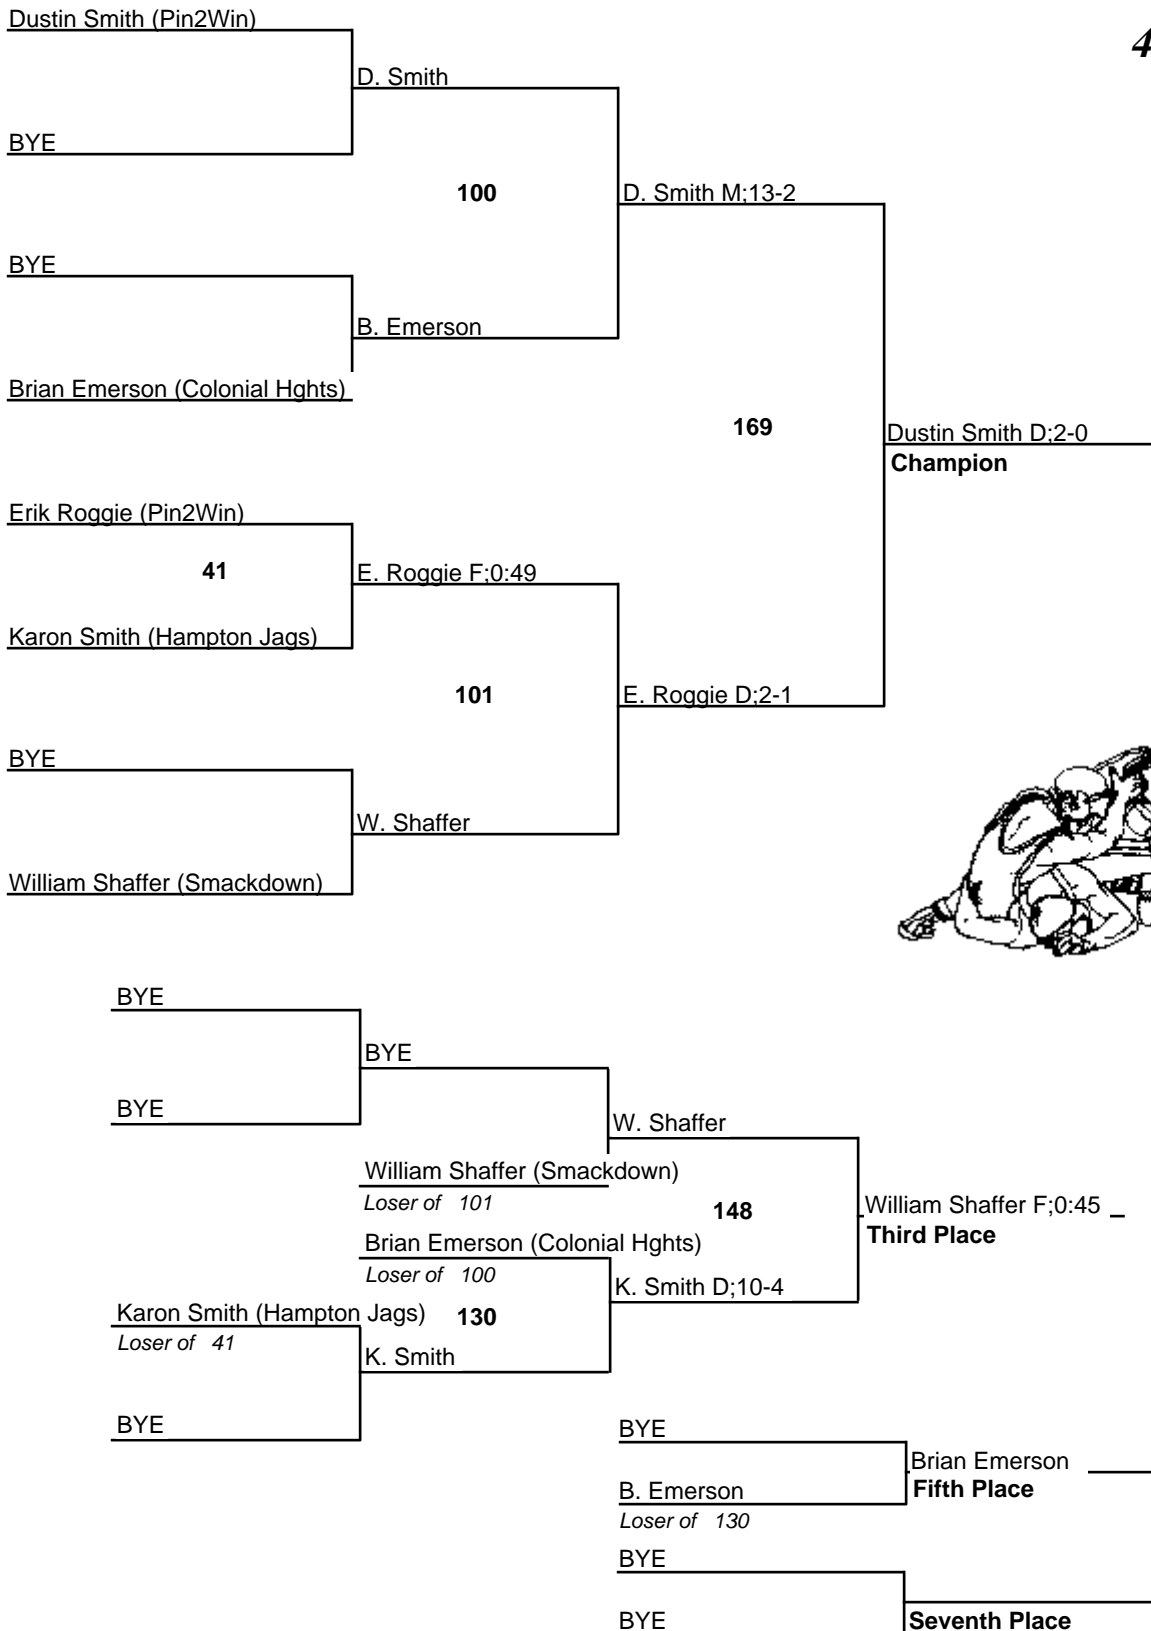 Dustin Smith (Pin2Win)
4
D. Smith
BYE
100
D. Smith M;13-2
BYE
B. Emerson
Brian Emerson (Colonial Hghts)
169
Dustin Smith D;2-0
Champion
Erik Roggie (Pin2Win)
41
E. Roggie F;0:49
Karon Smith (Hampton Jags)
101
E. Roggie D;2-1
BYE
W. Shaffer
William Shaffer (Smackdown)
BYE
BYE
BYE
W. Shaffer
William Shaffer (Smackdown)
Loser of 101
148
William Shaffer F;0:45
Third Place
Brian Emerson (Colonial Hghts)
Loser of 100
K. Smith D;10-4
Karon Smith (Hampton Jags)
130
Loser of 41
K. Smith
BYE
BYE
Brian Emerson
Fifth Place
B. Emerson
Loser of 130
BYE
BYE
Seventh Place